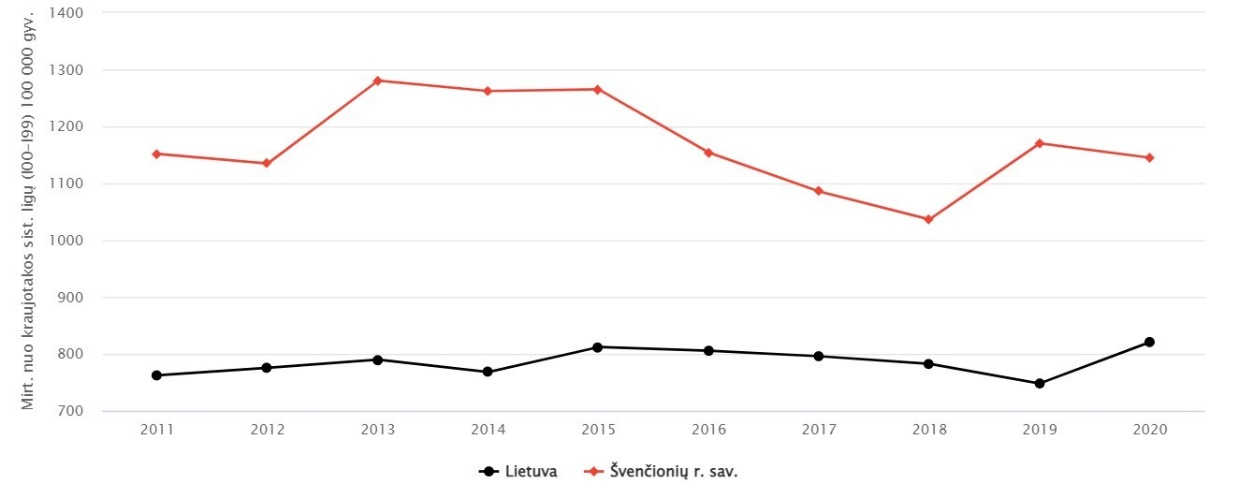 Mirt. nuo kraujotakos sist. ligų (I00-I99) 100 000 gyv.
1400
1300
1200
1100
1000
900
800
700
2011 2012 2013 2014 2015 2016 2017 2018 2019 2020
Lietuva Švenčionių r. sav.